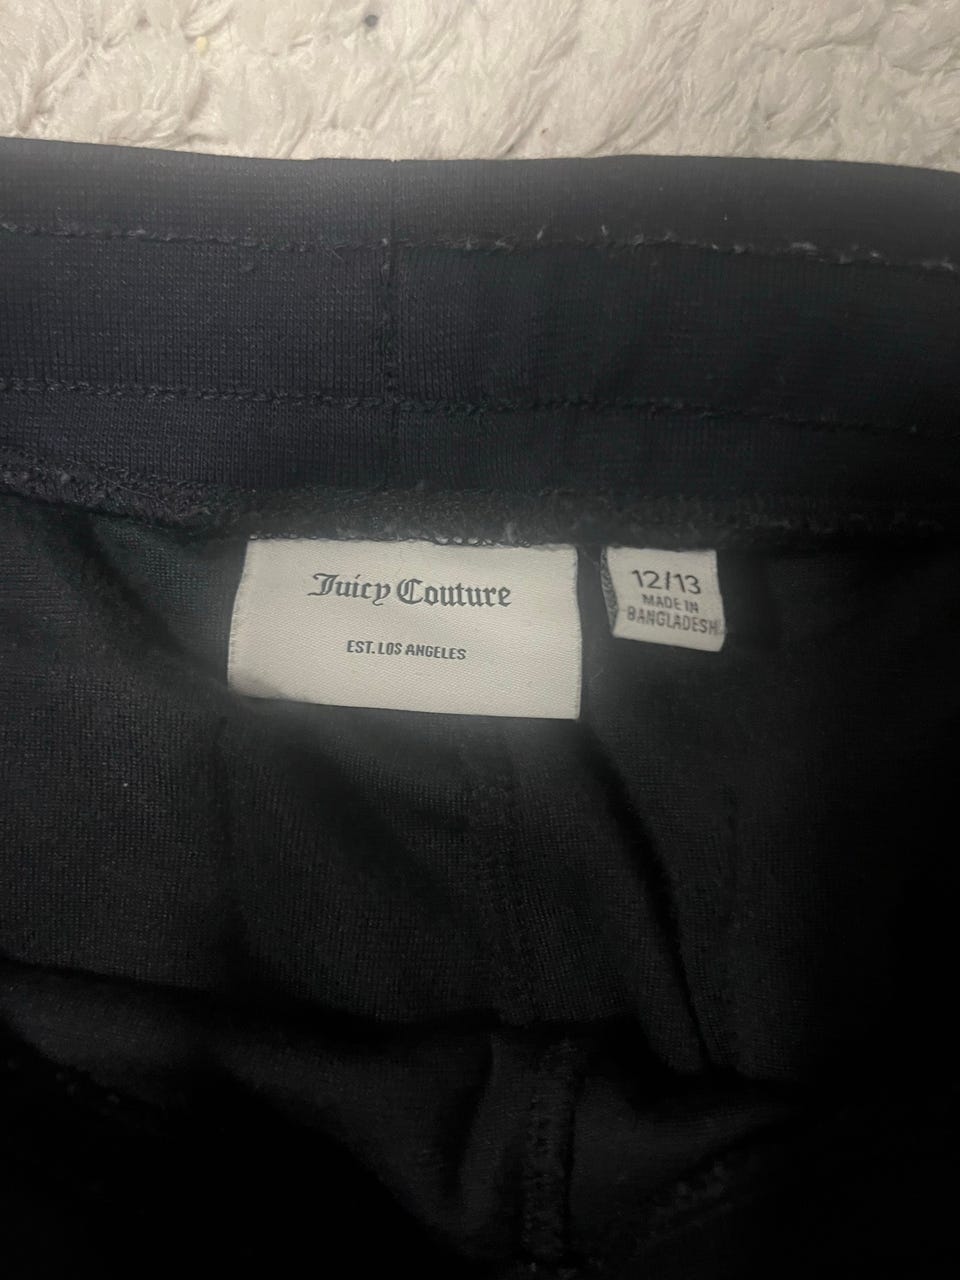 Juicy Couture
EST. LOS ANGELES
12/13
MADE IN
BANGLADESH